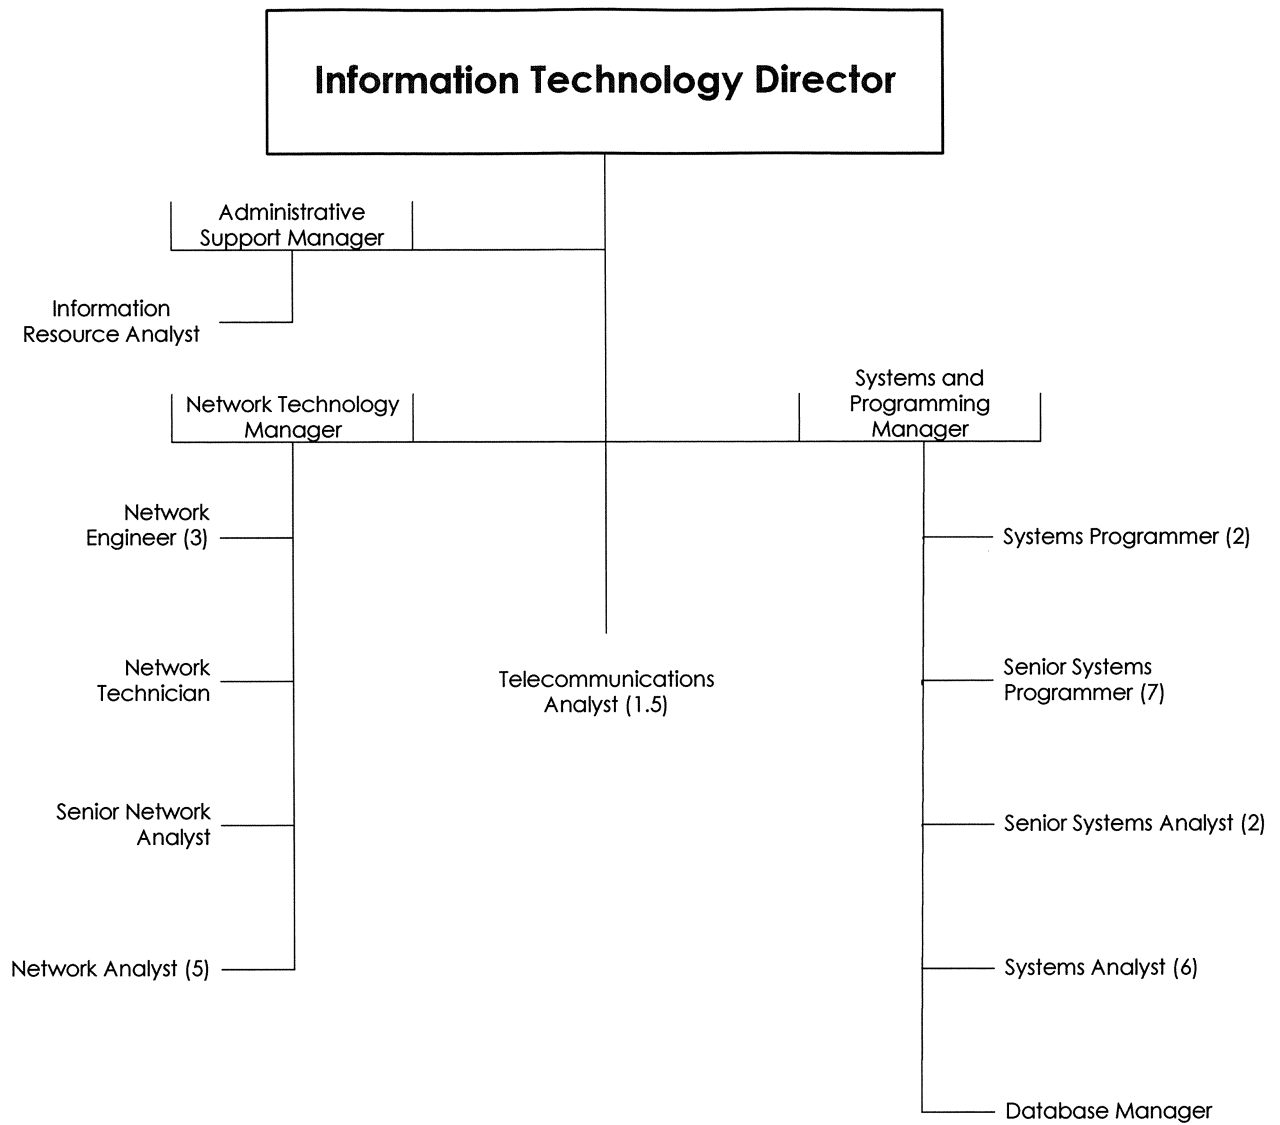 Information Technology Director
Administrative
Support Manager
Information
Resource Analyst
Network Technology
Manager
Systems and
Programming
Manager
Network
Engineer (3)
Network
Technician
Senior Network
Analyst
Network Analyst (5)
Telecommunications
Analyst (1.5)
Systems Programmer (2)
Senior Systems
Programmer (7)
Senior Systems Analyst (2)
Systems Analyst (6)
Database Manager